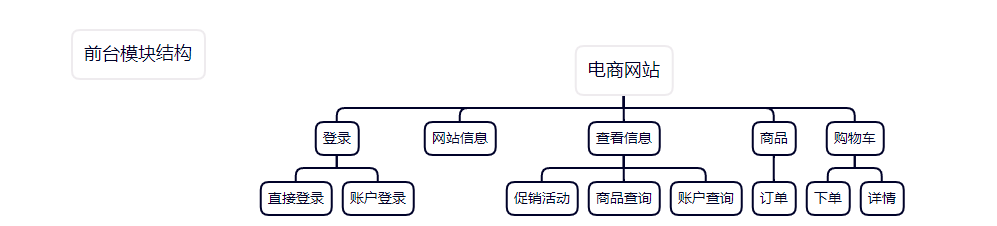 前台模块结构
电商网站
登录
网站信息
查看信息
商品
购物车
直接登录
账户登录
促销活动
商品查询
账户查询
订单
下单
详情